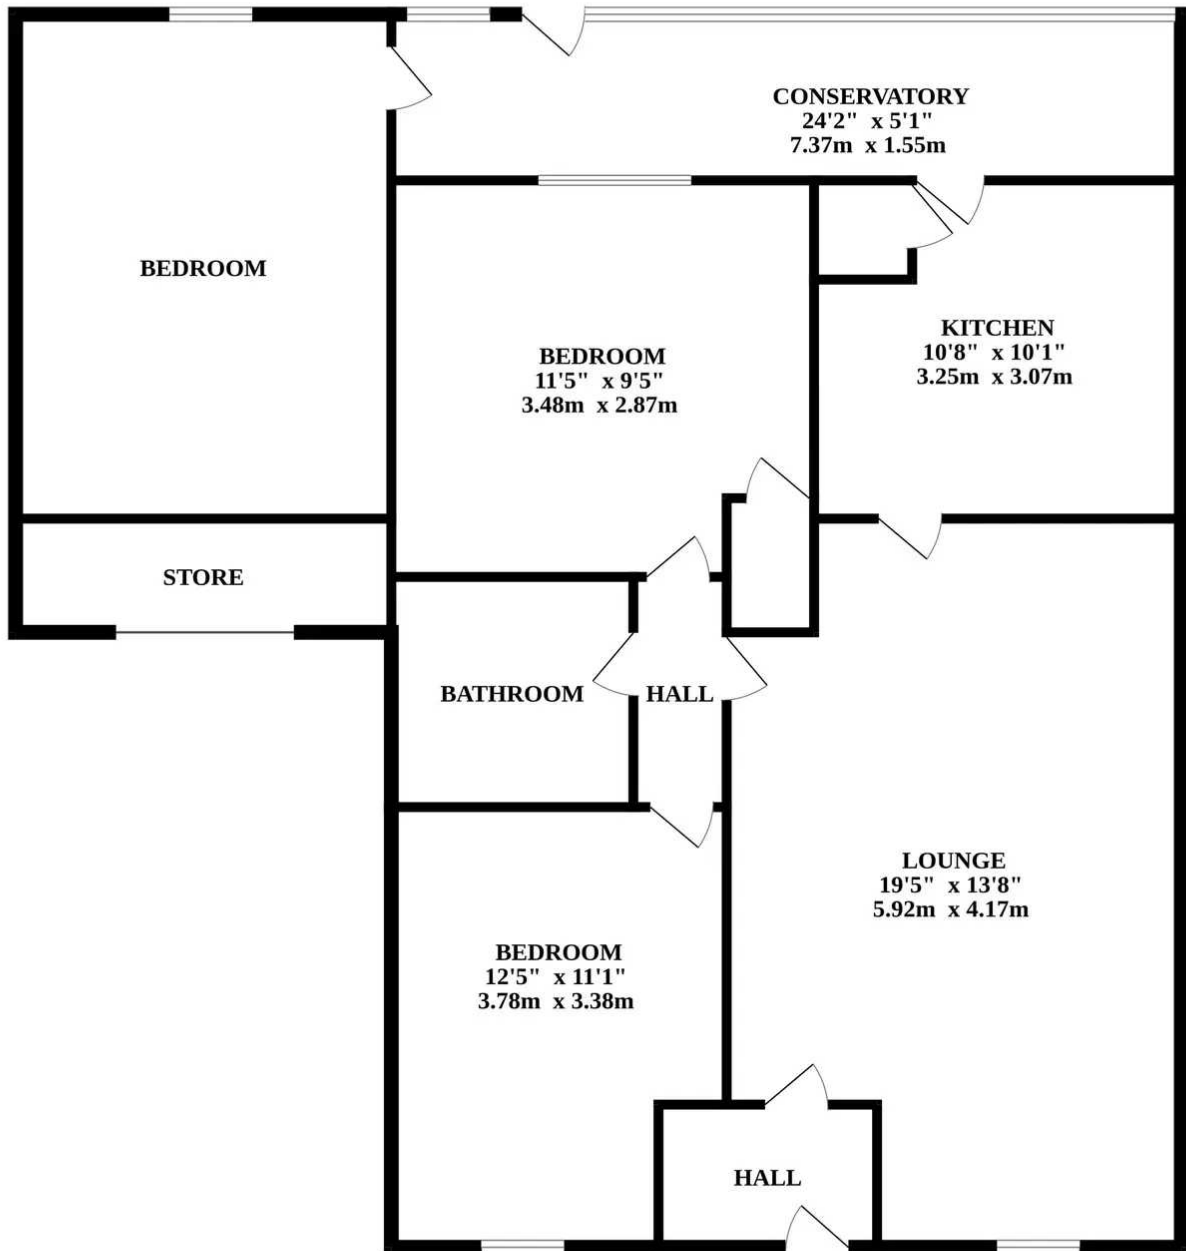 CONSERVATORY
24'2" x 5'1"
7.37m x 1.55m
BEDROOM
KITCHEN
10'8" x 10'1"
3.25m x 3.07m
BEDROOM
11'5" x 9'5"
3.48m x 2.87m
STORE
BATHROOM
HALL
LOUNGE
19'5" x 13'8"
5.92m x 4.17m
BEDROOM
12'5" x 11'1"
3.78m x 3.38m
HALL